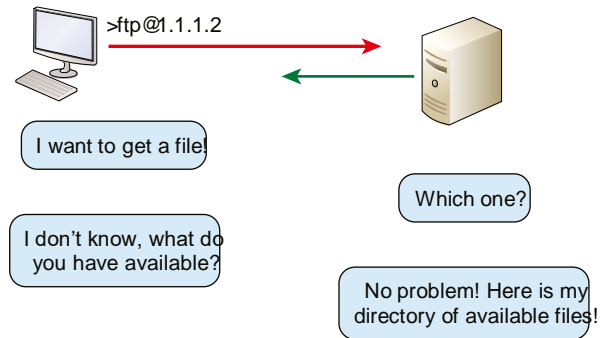 >ftp@1.1.1.2
I want to get a file!
Which one?
I don’t know, what do
you have available?
No problem! Here is my
directory of available files!